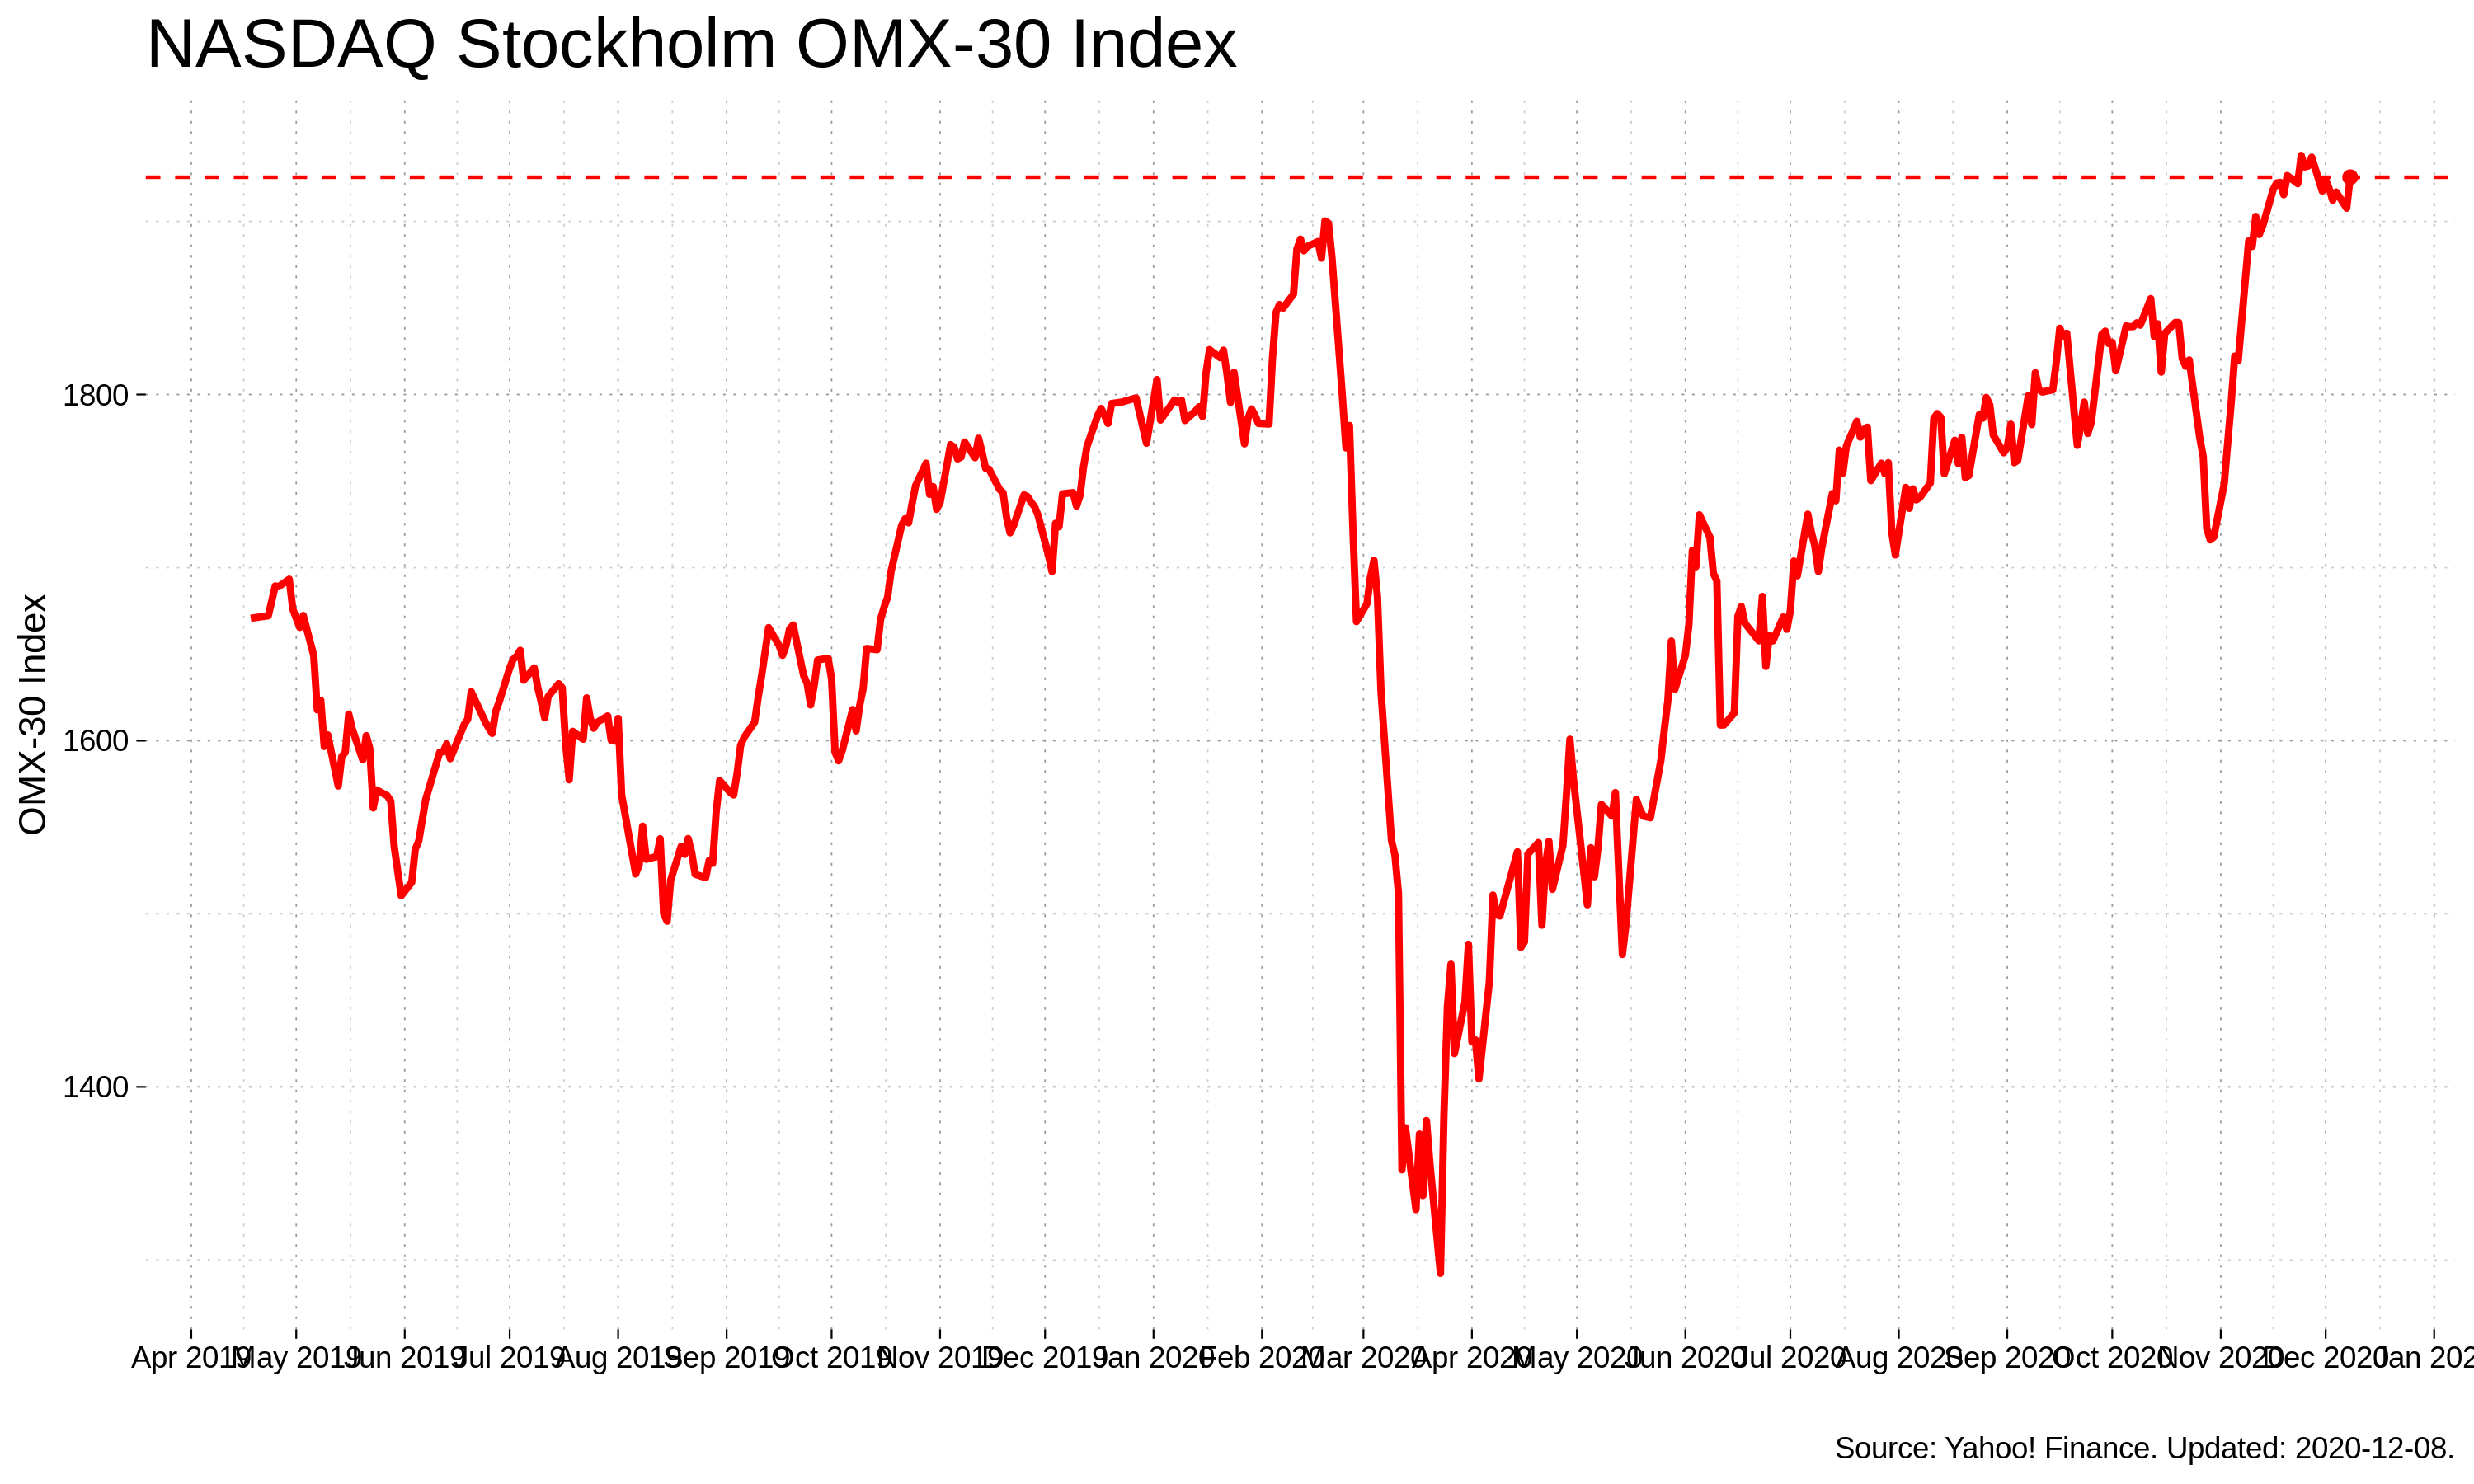 NASDAQ Stockholm OMX-30 Index
OMX-30 Index
1800
1600
1400
Apr 2019 May 2019 Jun 2019 Jul 2019 Aug 2019 Sep 2019 Oct 2019 Nov 2019 Dec 2019 Jan 2020 Feb 2020 Mar 2020 Apr 2020 May 2020 Jun 2020 Jul 2020 Aug 2020 Sep 2020 Oct 2020 Nov 2020 Dec 2020 Jan 202
Source: Yahoo! Finance. Updated: 2020-12-08.